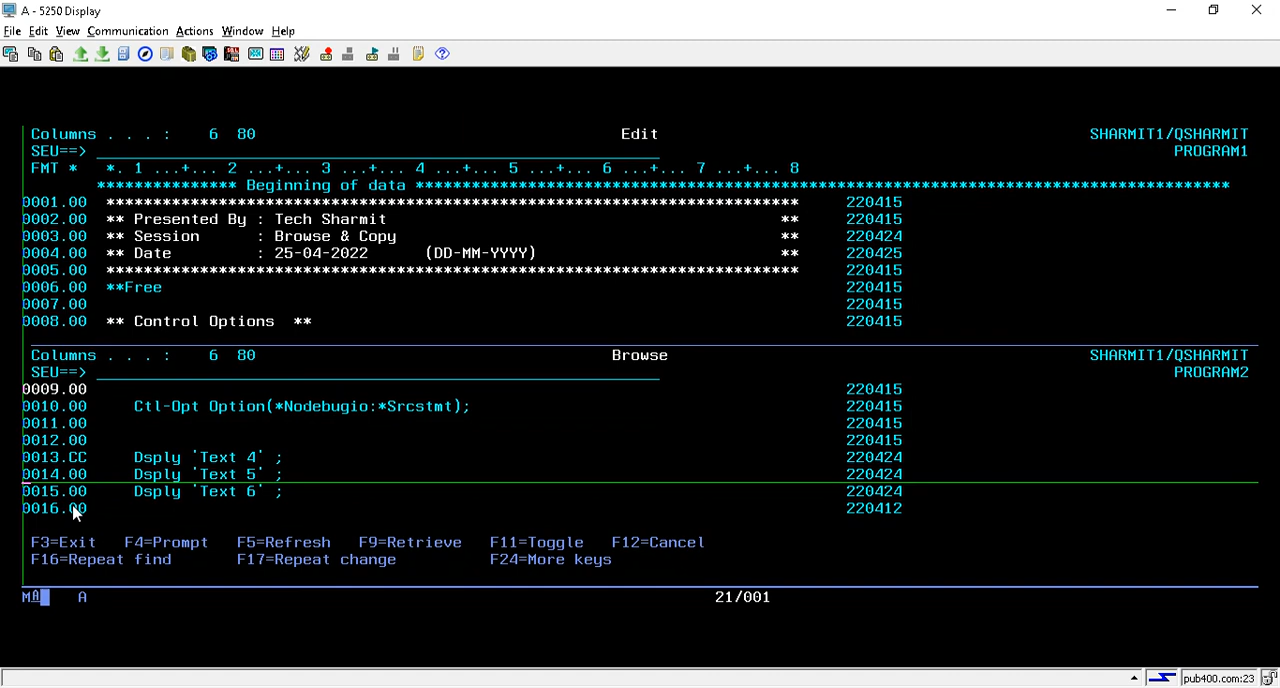 A - 5250 Display
File Edit View Communication Actions Window Help
Columns . . . : 6 80 Edit SHARMIT1/QSHARMIT
SEU==> PROGRAM1
FMT * *. 1 ...+... 2 ...+... 3 ...+... 4 ...+... 5 ...+... 6 ...+... 7 ...+... 8
*************** Beginning of data ***************************************************************************************
0001.00 ************************************************************************** 220415
0002.00 ** Presented By : Tech Sharmit ** 220415
0003.00 ** Session : Browse & Copy ** 220424
0004.00 ** Date : 25-04-2022 (DD-MM-YYYY) ** 220425
0005.00 ************************************************************************** 220415
0006.00 **Free 220415
0007.00 220415
0008.00 ** Control Options ** 220415
Columns . . . : 6 80 Browse SHARMIT1/QSHARMIT
SEU==> PROGRAM2
0009.00 220415
0010.00 Ctl-Opt Option(*Nodebugio:*Srcstmt); 220415
0011.00 220415
0012.00 220415
0013.CC Dsply 'Text 4' ; 220424
0014.00 Dsply 'Text 5' ; 220424
0015.00 Dsply 'Text 6' ; 220424
0016.00 220412
F3=Exit F4=Prompt F5=Refresh F9=Retrieve F11=Toggle F12=Cancel
F16=Repeat find F17=Repeat change F24=More keys
MA A 21/001
pub400.com:23